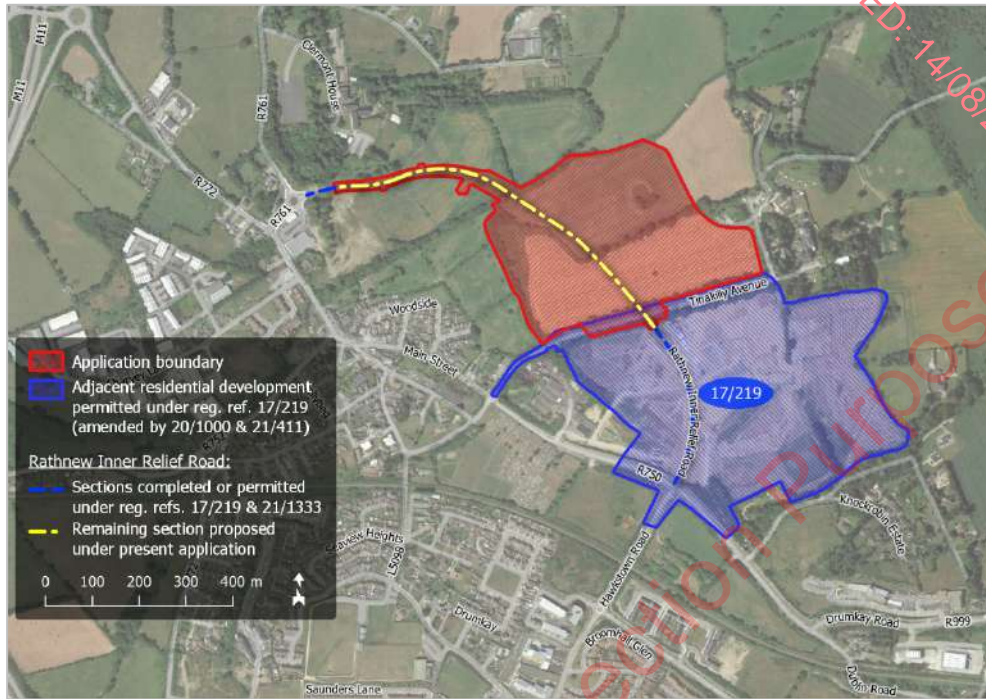 ED: 14/08/2
M11
M11
R761
Clermont House
R772
R761
Woodside
Main Street
Tinakilly Avenue
Rathnew Inner Relief Road
17/219
R750
Knockrobin Estate
Hawkstown Road
Seaview Heights
L5098
Drumkay
Broomhall Glen
Drumkay Road
R999
Dublin Road
Saunders Lane
Application boundary
Adjacent residential development
permitted under reg. ref. 17/219
(amended by 20/1000 & 21/411)
Rathnew Inner Relief Road:
Sections completed or permitted
under reg. refs. 17/219 & 21/1333
Remaining section proposed
under present application
0 100 200 300 400 m
ection Purpose